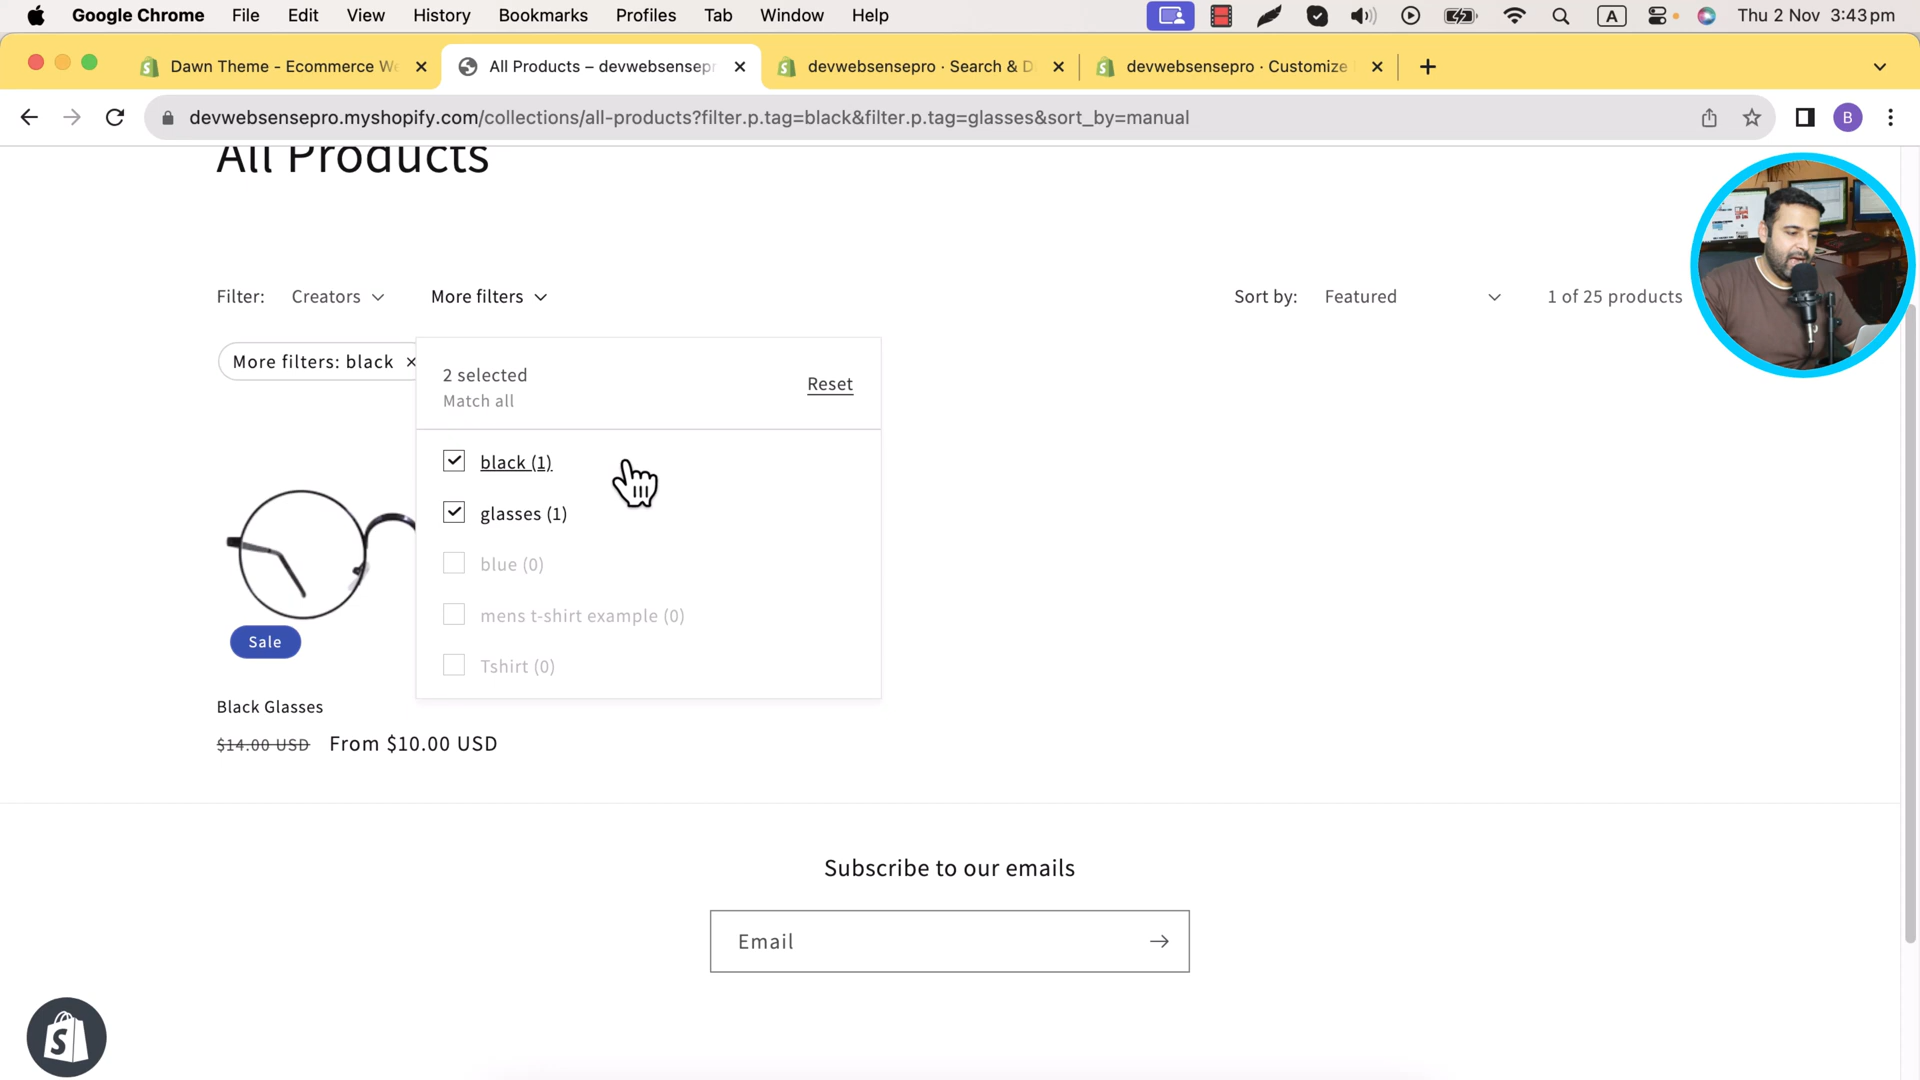 Google Chrome File Edit View History Bookmarks Profiles Tab Window Help A Thu 2 Nov 3:43 pm
Dawn Theme - Ecommerce We All Products – devwebsensepr devwebsensepro · Search & D devwebsensepro · Customize
devwebsensepro.myshopify.com/collections/all-products?filter.p.tag=black&filter.p.tag=glasses&sort_by=manual B
All Products
Filter: Creators More filters Sort by: Featured 1 of 25 products
More filters: black
2 selected
Match all
Reset
black (1)
glasses (1)
blue (0)
mens t-shirt example (0)
Tshirt (0)
Sale
Black Glasses
$14.00 USD From $10.00 USD
Subscribe to our emails
Email